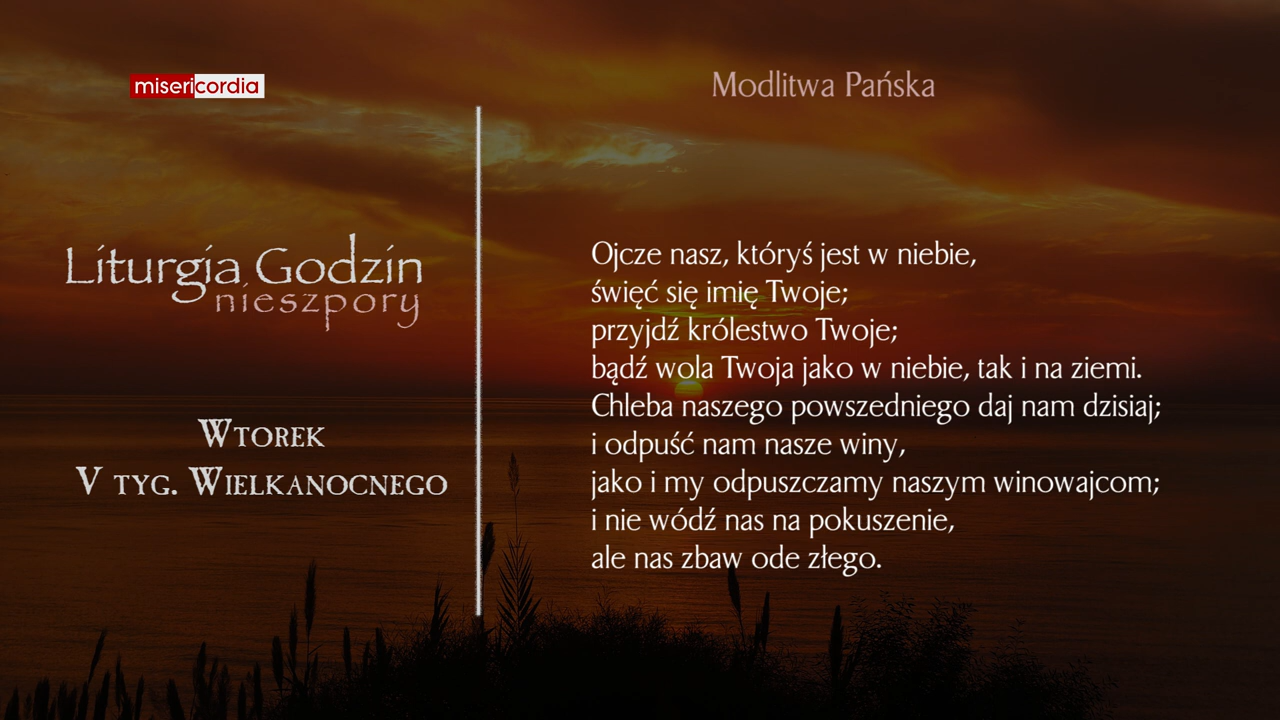 misericordia
Liturgia Godzin
nieszpory
Wtorek
V tyg. Wielkanocnego
Modlitwa Pańska
Ojcze nasz, któryś jest w niebie,
święć się imię Twoje;
przyjdź królestwo Twoje;
bądź wola Twoja jako w niebie, tak i na ziemi.
Chleba naszego powszedniego daj nam dzisiaj;
i odpuść nam nasze winy,
jako i my odpuszczamy naszym winowajcom;
i nie wódź nas na pokuszenie,
ale nas zbaw ode złego.